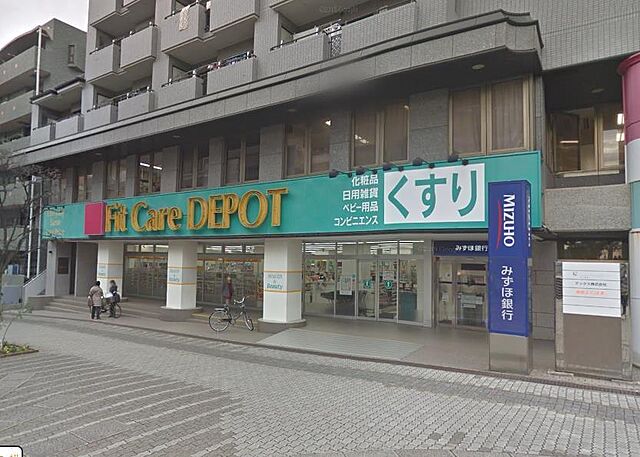 Fit Care DEPOT
化粧品
日用雑貨
ベビー用品
コンビニエンス
くすり
みずほ銀行
MIZUHO
みずほ銀行
Beauty